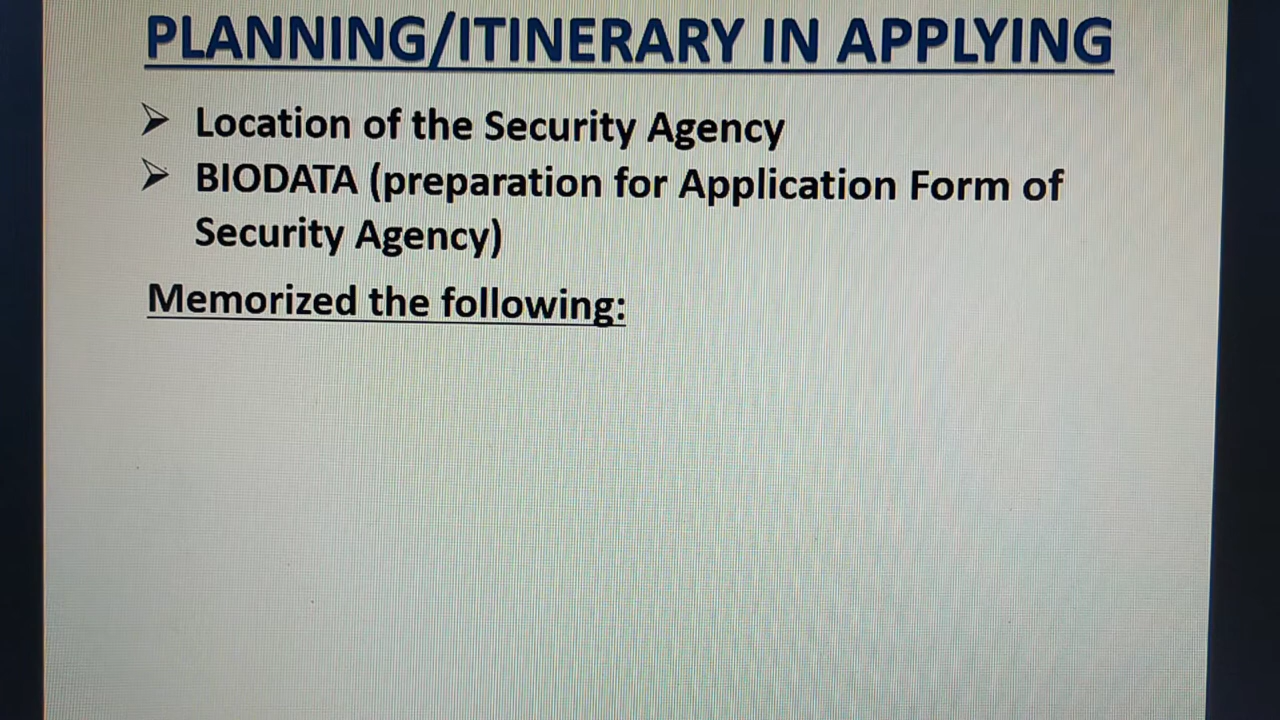 PLANNING/ITINERARY IN APPLYING
Location of the Security Agency
BIODATA (preparation for Application Form of
Security Agency)
Memorized the following: